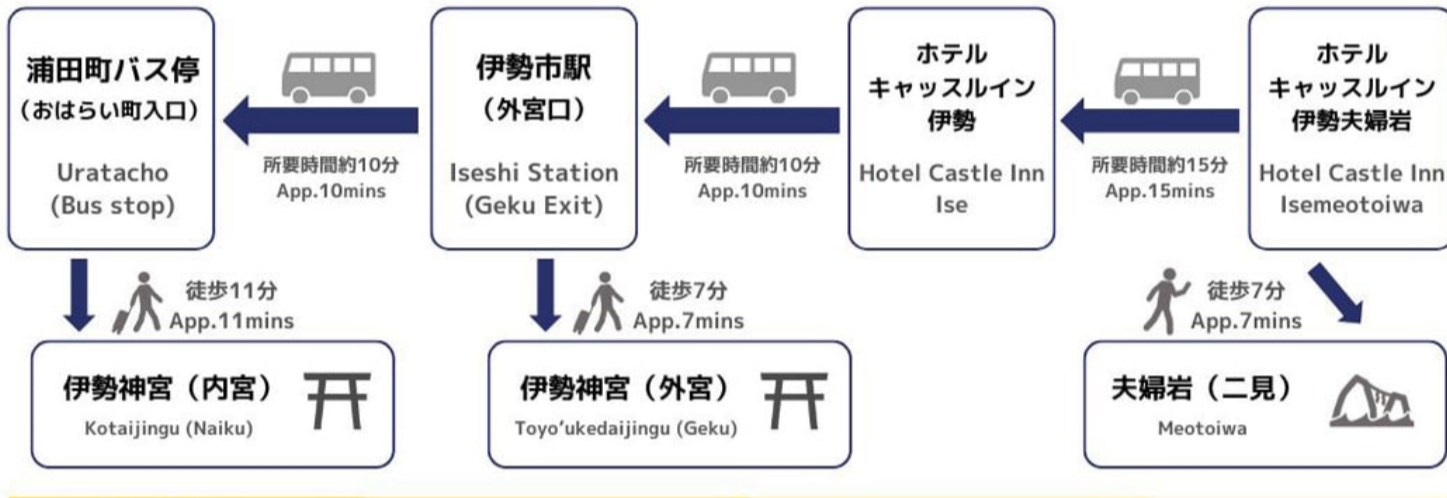 浦田町バス停
（おはらい町入口）
Uratacho
(Bus stop)
所要時間約10分
App.10mins
伊勢市駅
（外宮口）
Iseshi Station
(Geku Exit)
所要時間約10分
App.10mins
ホテル
キャッスルイン
伊勢
Hotel Castle Inn
Ise
所要時間約15分
App.15mins
ホテル
キャッスルイン
伊勢夫婦岩
Hotel Castle Inn
Isemeotoiwa
徒歩11分
App.11mins
徒歩7分
App.7mins
徒歩7分
App.7mins
伊勢神宮（内宮）
Kotaijingu (Naiku)
伊勢神宮（外宮）
Toyo’ukedaijingu (Geku)
夫婦岩（二見）
Meotoiwa